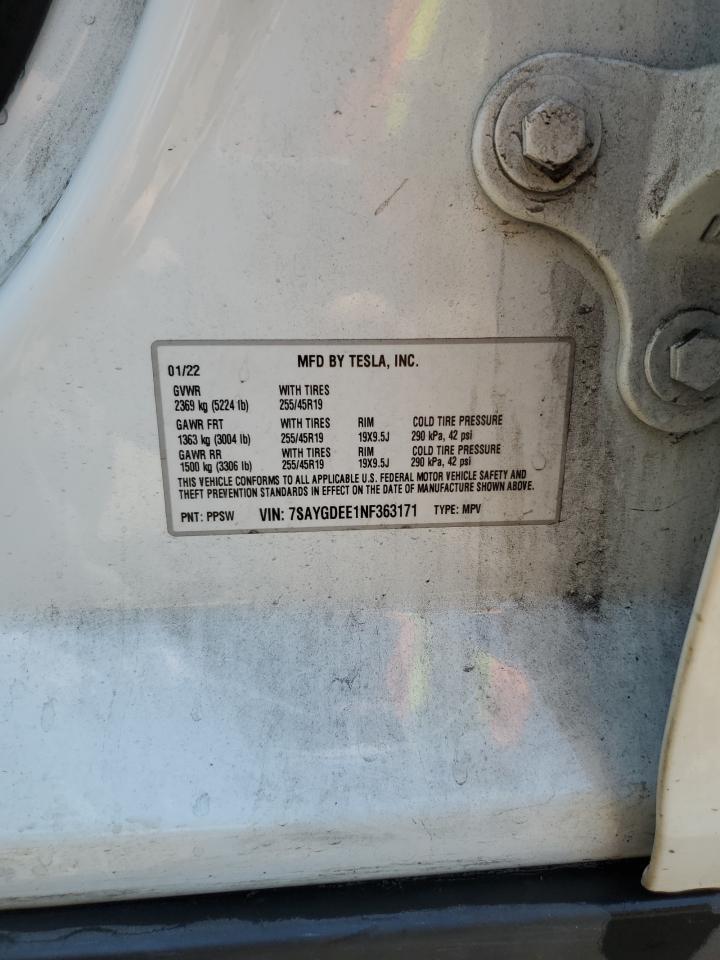 MFD BY TESLA, INC.
01/22
GVWR WITH TIRES
2369 kg (5224 lb) 255/45R19
GAWR FRT WITH TIRES RIM COLD TIRE PRESSURE
1363 kg (3004 lb) 255/45R19 19X9.5J 290 kPa, 42 psi
GAWR RR WITH TIRES RIM COLD TIRE PRESSURE
1500 kg (3306 lb) 255/45R19 19X9.5J 290 kPa, 42 psi
THIS VEHICLE CONFORMS TO ALL APPLICABLE U.S. FEDERAL MOTOR VEHICLE SAFETY AND
THEFT PREVENTION STANDARDS IN EFFECT ON THE DATE OF MANUFACTURE SHOWN ABOVE.
PNT: PPSW VIN: 7SAYGDEE1NF363171 TYPE: MPV